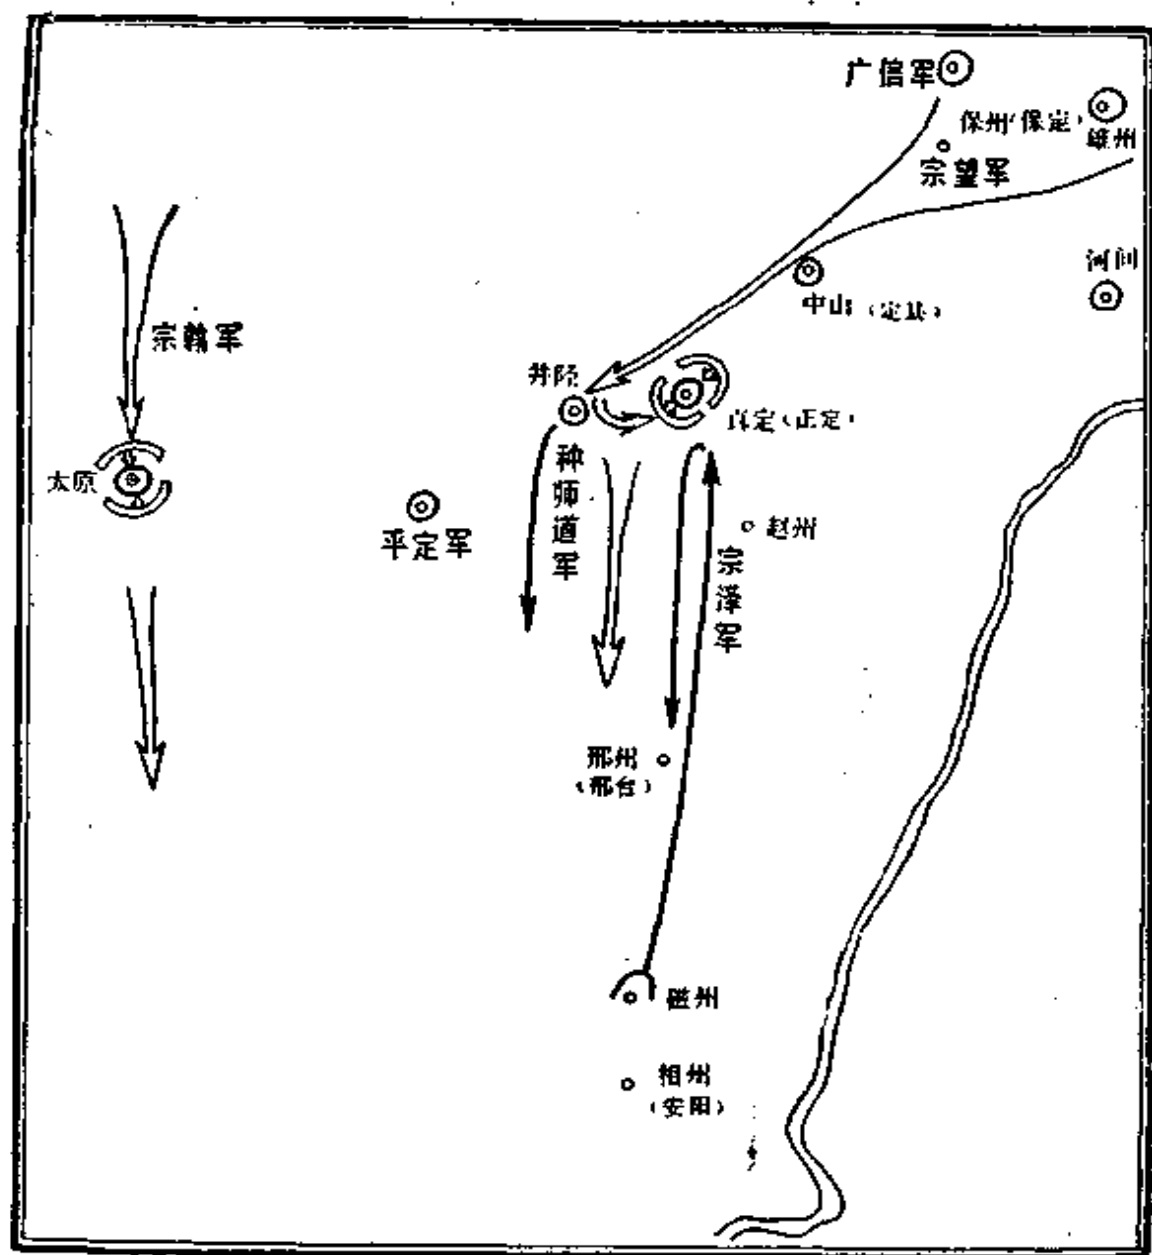 广信军
保州(保定)
雄州
宗望军
河间
中山(定县)
宗翰军
井陉
真定(正定)
太原
种师道军
平定军
赵州
宗泽军
邢州
(邢台)
磁州
相州
(安阳)